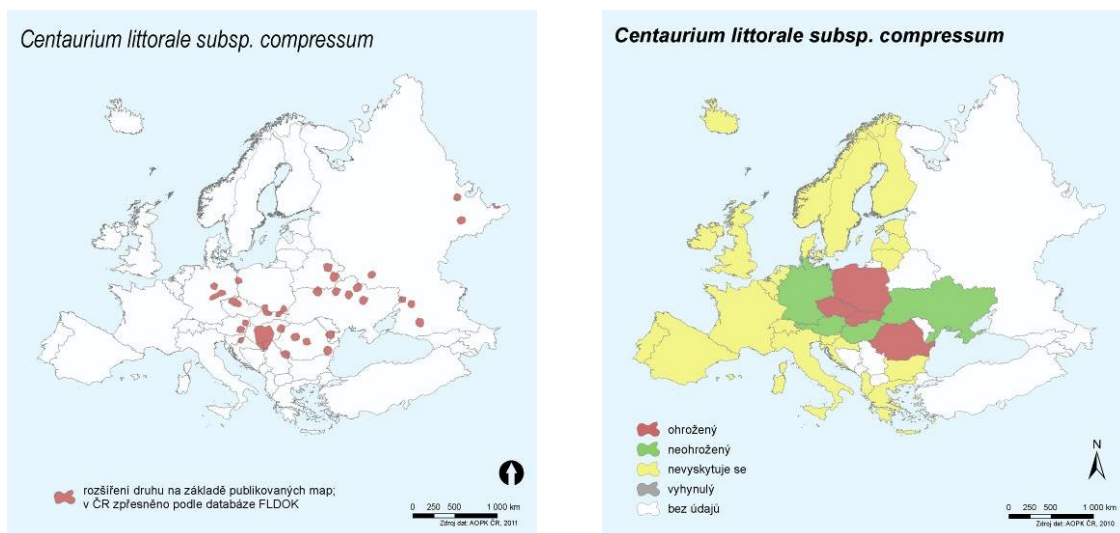 Centaurium littorale subsp. compressum
rozšíření druhu na základě publikovaných map;
v ČR zpřesněno podle databáze FLDOK
0 250 500 1 000 km
Zdroj dat: AOPK ČR, 2011
Centaurium littorale subsp. compressum
ohrožený
neohrožený
nevyskytuje se
vyhynulý
bez údajů
N
0 250 500 1 000 km
Zdroj dat: AOPK ČR, 2010